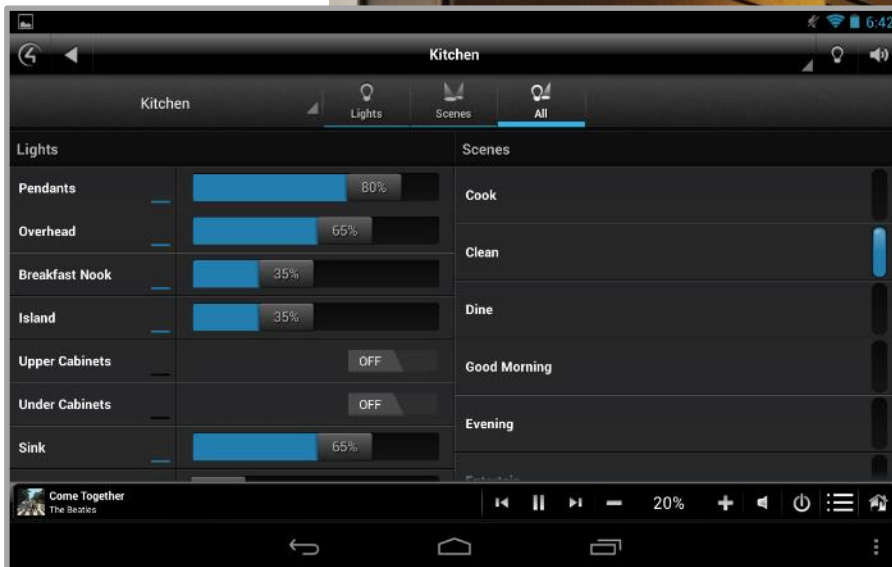 6:42
Kitchen
Kitchen
Lights
Scenes
All
Lights
Scenes
Pendants
80%
Overhead
65%
Breakfast Nook
35%
Island
35%
Upper Cabinets
OFF
Under Cabinets
OFF
Sink
65%
Cook
Clean
Dine
Good Morning
Evening
Entertain
Come Together
The Beatles
20%